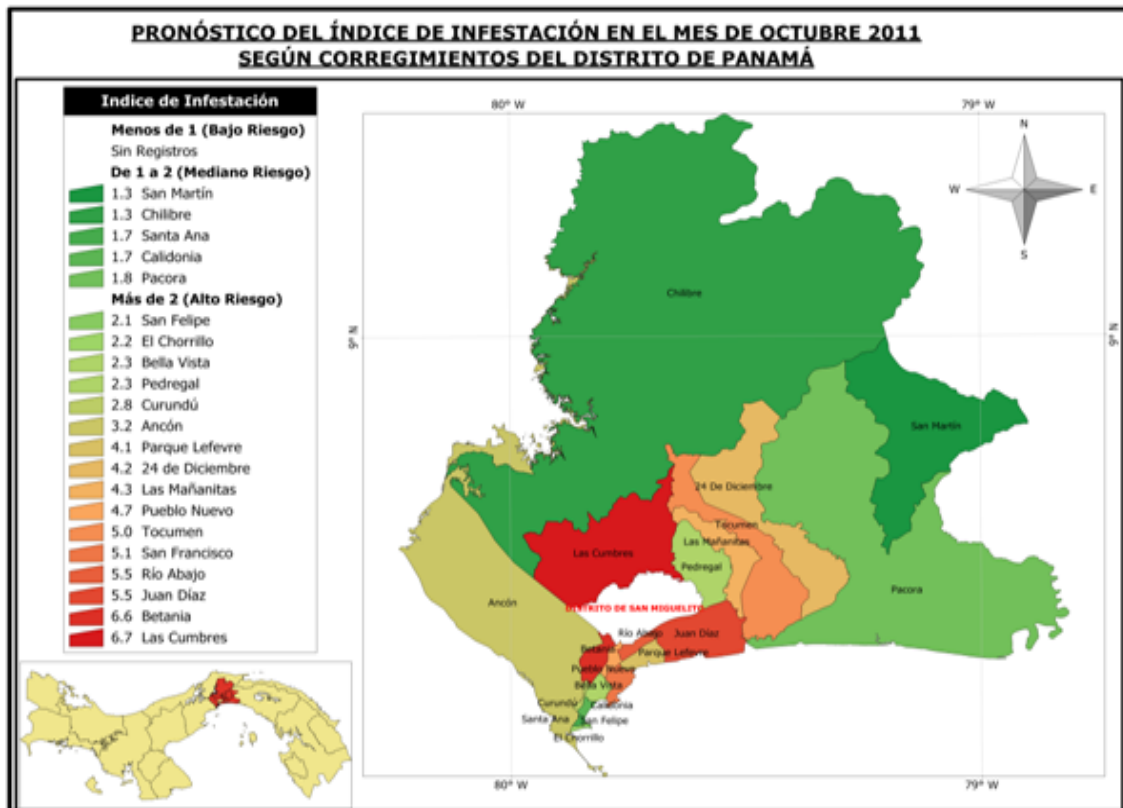 PRONÓSTICO DEL ÍNDICE DE INFESTACIÓN EN EL MES DE OCTUBRE 2011
SEGÚN CORREGIMIENTOS DEL DISTRITO DE PANAMÁ
Indice de Infestación
Menos de 1 (Bajo Riesgo)
Sin Registros
De 1 a 2 (Mediano Riesgo)
1.3 San Martín
1.3 Chilibre
1.7 Santa Ana
1.7 Calidonia
1.8 Pacora
Más de 2 (Alto Riesgo)
2.1 San Felipe
2.2 El Chorrillo
2.3 Bella Vista
2.3 Pedregal
2.8 Curundú
3.2 Ancón
4.1 Parque Lefevre
4.2 24 de Diciembre
4.3 Las Mañanitas
4.7 Pueblo Nuevo
5.0 Tocumen
5.1 San Francisco
5.5 Río Abajo
5.5 Juan Díaz
6.6 Betania
6.7 Las Cumbres
80° W
79° W
N
W
E
S
9° N
9° N
Chilibre
San Martín
24 De Diciembre
Tocumen
Las Mañanitas
Las Cumbres
Pedregal
Pacora
Ancón
DISTRITO DE SAN MIGUELITO
Río Abajo
Juan Díaz
Betania
Parque Lefevre
Pueblo Nuevo
Bella Vista
Curundú
Calidonia
Santa Ana
San Felipe
El Chorrillo
80° W
79° W